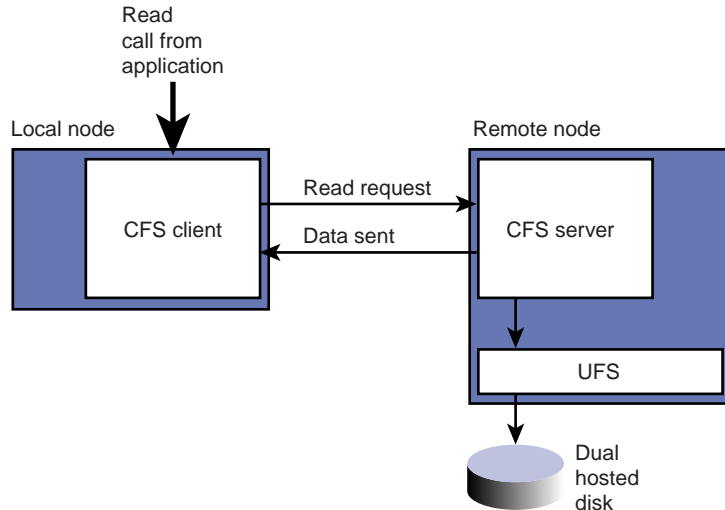 Read
call from
application
Local node
Remote node
CFS client
Read request
Data sent
CFS server
UFS
Dual
hosted
disk